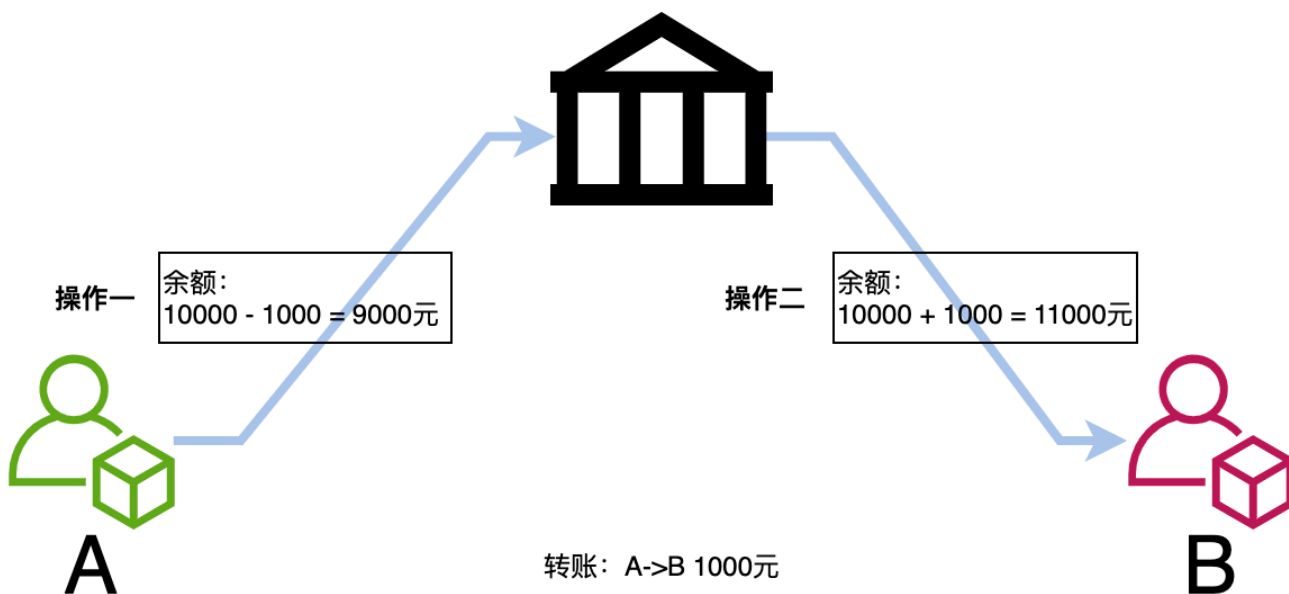 操作一
余额：
10000 - 1000 = 9000元
操作二
余额：
10000 + 1000 = 11000元
A
转账：A->B 1000元
B